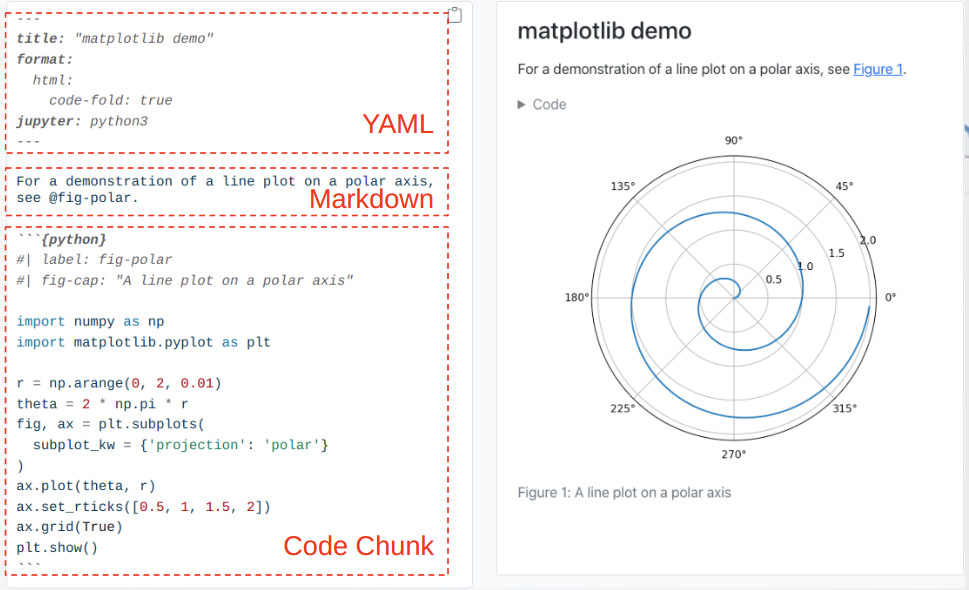 ---
title: "matplotlib demo"
format:
  html:
    code-fold: true
jupyter: python3
---
YAML
For a demonstration of a line plot on a polar axis,
see @fig-polar.
Markdown
```{python}
#| label: fig-polar
#| fig-cap: "A line plot on a polar axis"
import numpy as np
import matplotlib.pyplot as plt
r = np.arange(0, 2, 0.01)
theta = 2 * np.pi * r
fig, ax = plt.subplots(
  subplot_kw = {'projection': 'polar'}
)
ax.plot(theta, r)
ax.set_rticks([0.5, 1, 1.5, 2])
ax.grid(True)
plt.show()
```
Code Chunk
matplotlib demo
For a demonstration of a line plot on a polar axis, see Figure 1.
Code
90°
135°
45°
2.0
1.5
1.0
0.5
180°
0°
225°
315°
270°
Figure 1: A line plot on a polar axis